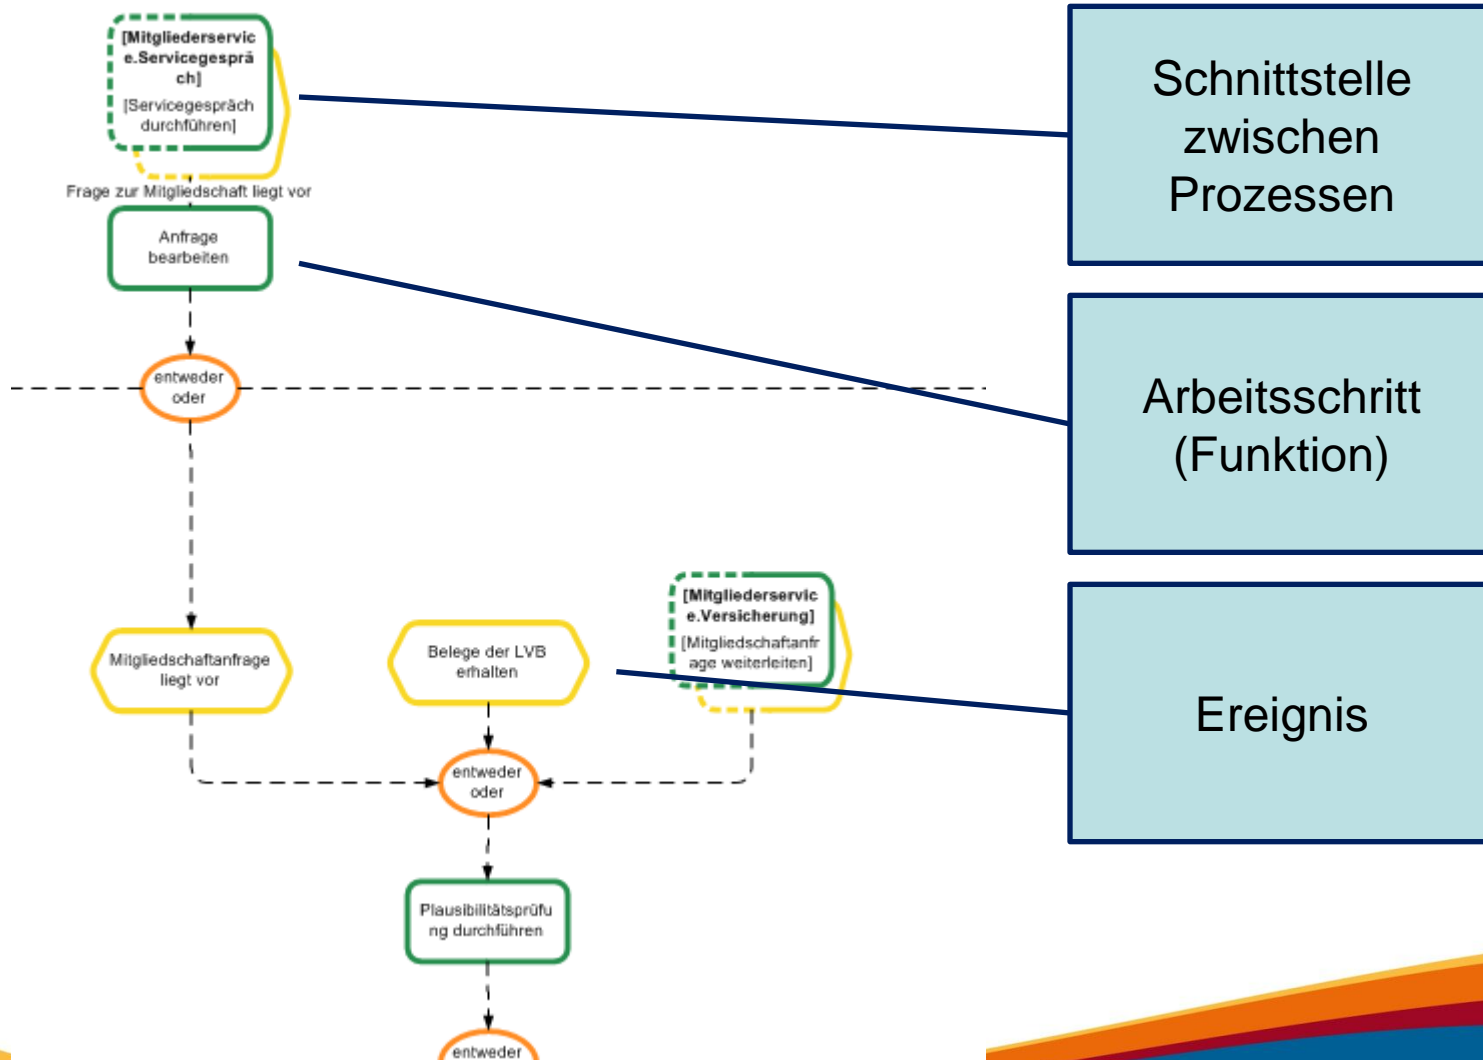 [Mitgliederservic
e.Servicegesprä
ch]
[Servicegespräch
durchführen]
Frage zur Mitgliedschaft liegt vor
Anfrage
bearbeiten
entweder
oder
Mitgliedschaftanfrage
liegt vor
Belege der LVB
erhalten
[Mitgliederservic
e.Versicherung]
[Mitgliedschaftanfr
age weiterleiten]
entweder
oder
Plausibilitätsprüfu
ng durchführen
entweder
Schnittstelle
zwischen
Prozessen
Arbeitsschritt
(Funktion)
Ereignis